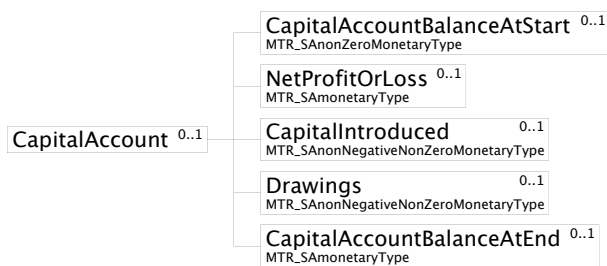 CapitalAccountBalanceAtStart 0..1
MTR_SAnonZeroMonetaryType
NetProfitOrLoss 0..1
MTR_SAmonetaryType
CapitalAccount 0..1
CapitalIntroduced 0..1
MTR_SAnonNegativeNonZeroMonetaryType
Drawings 0..1
MTR_SAnonNegativeNonZeroMonetaryType
CapitalAccountBalanceAtEnd 0..1
MTR_SAmonetaryType